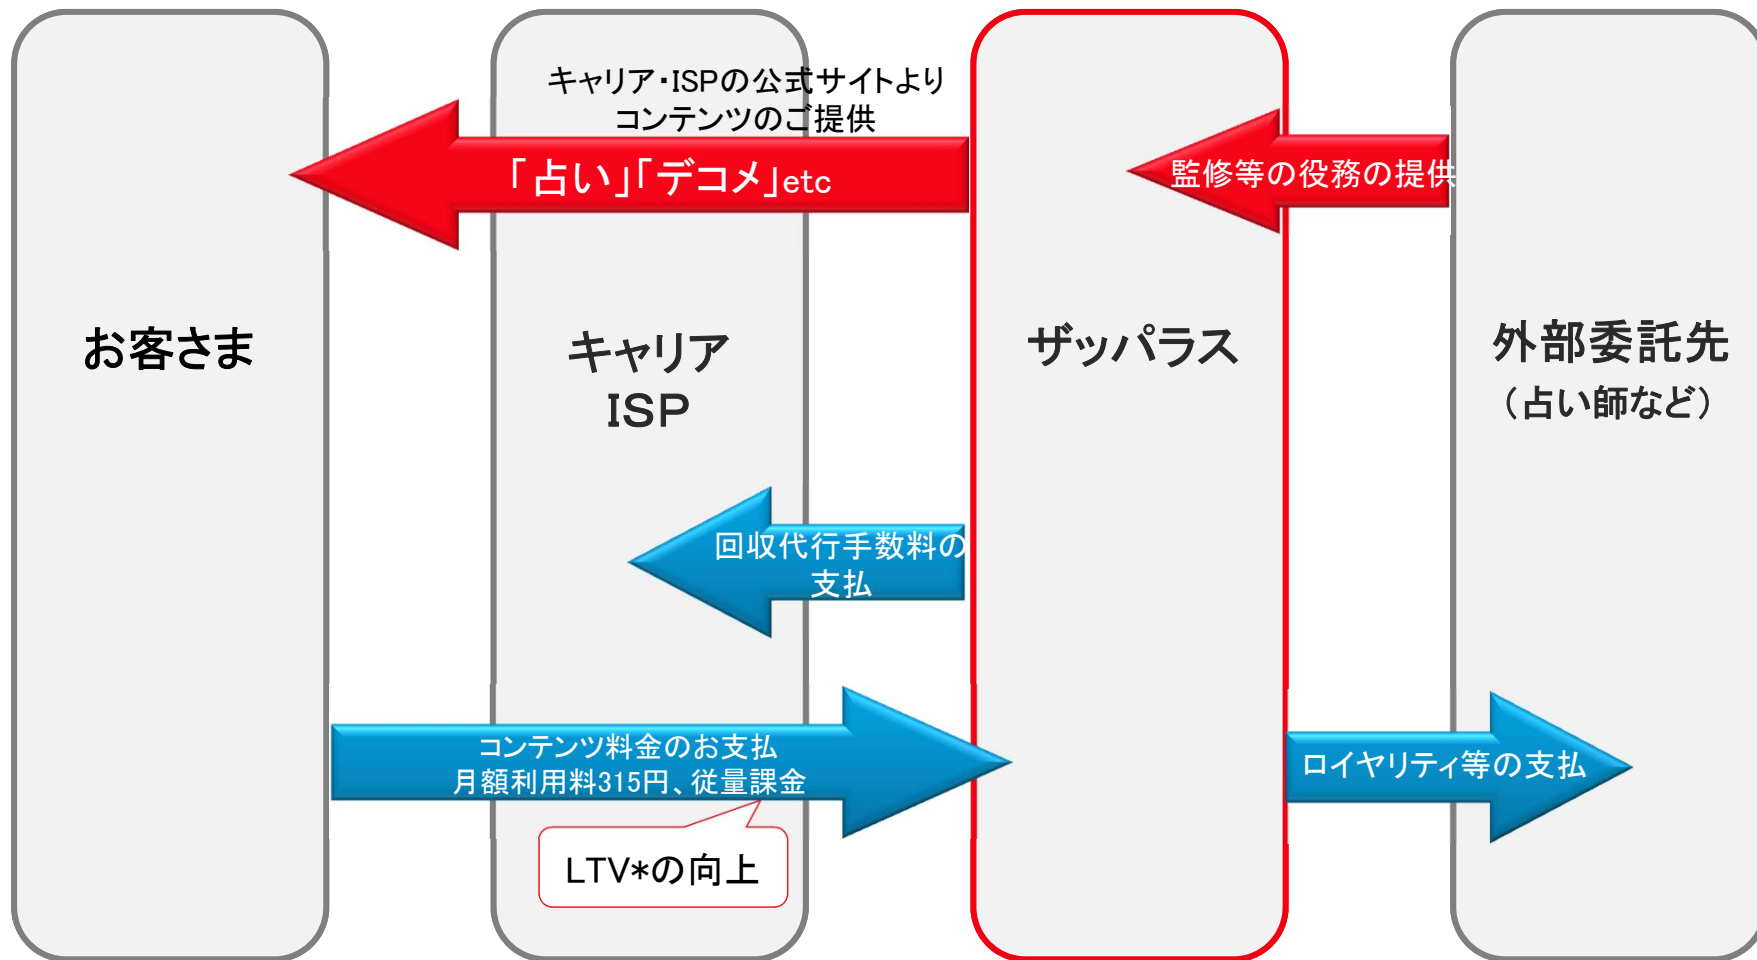 キャリア・ISPの公式サイトより
コンテンツのご提供
「占い」「デコメ」etc
監修等の役務の提供
お客さま
キャリア
ISP
ザッパラス
外部委託先
（占い師など）
回収代行手数料の
支払
コンテンツ料金のお支払
月額利用料315円、従量課金
ロイヤリティ等の支払
LTV*の向上